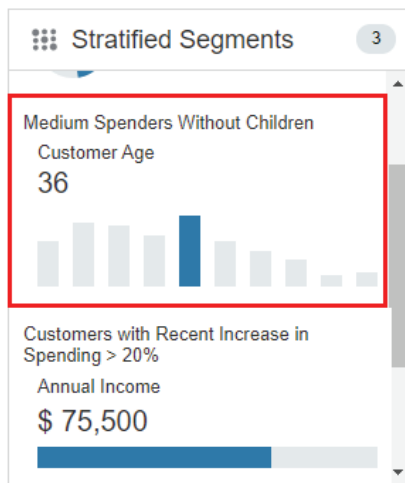 Stratified Segments
3
Medium Spenders Without Children
Customer Age
36
Customers with Recent Increase in
Spending > 20%
Annual Income
$ 75,500